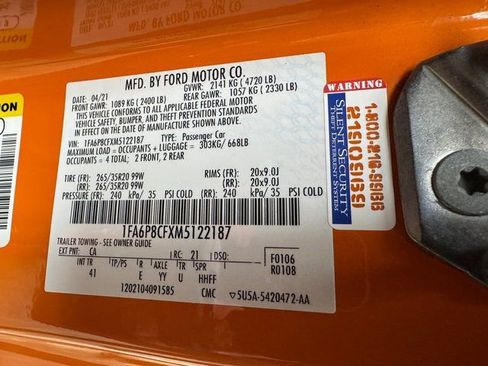 MFD. BY FORD MOTOR CO.
04/21
GVWR: 2141 KG ( 4720 LB)
FRONT GAWR: 1089 KG ( 2400 LB)
REAR GAWR: 1057 KG ( 2330 LB)
THIS VEHICLE CONFORMS TO ALL APPLICABLE FEDERAL MOTOR
VEHICLE SAFETY, BUMPER, AND THEFT PREVENTION STANDARDS
IN EFFECT ON THE DATE OF MANUFACTURE SHOWN ABOVE.
VIN: 1FA6P8CFXM5122187
TYPE: Passenger Car
MAXIMUM LOAD = OCCUPANTS + LUGGAGE = 303KG/ 668LB
OCCUPANTS = 4 TOTAL: 2 FRONT, 2 REAR
TIRE (FR): 265/35R20 99W
RIMS (FR): 20x9.0J
(RR): 265/35R20 99W
(RR): 20x9.0J
PRESSURE (FR): 240 kPa/ 35 PSI COLD (RR): 240 kPa/ 35 PSI COLD
1FA6P8CFXM5122187
TRAILER TOWING - SEE OWNER GUIDE
EXT PNT: CA
RC: 21
DSO:
F0106
R0108
INT TR
TP/PS
R
AXLE
TR
SPR
41
E
YY
U
HHFF
1202104091585
CMC
5U5A-5420472-AA
WARNING
SILENT SECURITY
THEFT DETERRENT SYSTEMS
1-800-216-9988